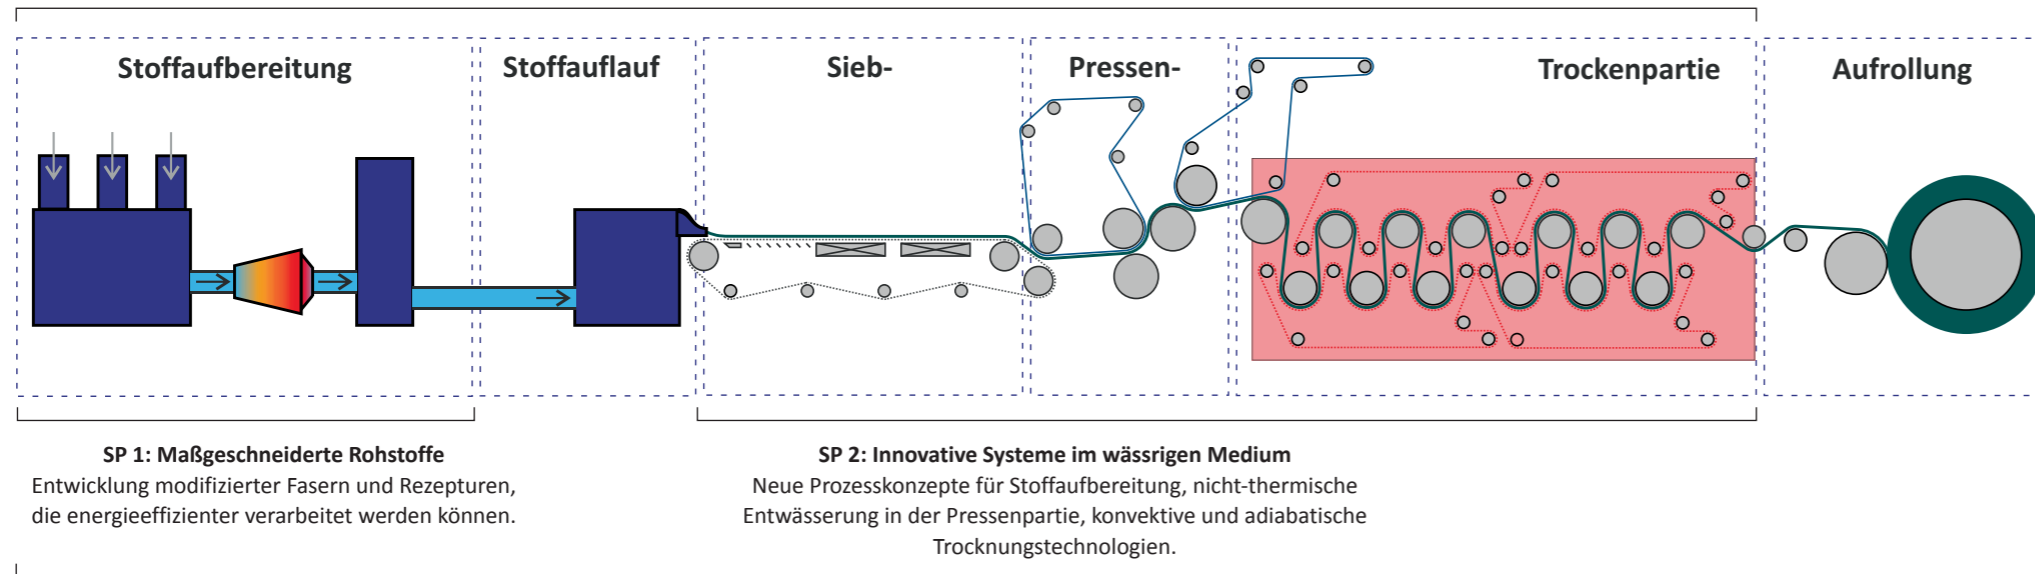 Stoffaufbereitung
Stoffauflauf
Sieb-
Pressen-
Trockenpartie
Aufrollung
SP 1: Maßgeschneiderte Rohstoffe
Entwicklung modifizierter Fasern und Rezepturen,
die energieeffizienter verarbeitet werden können.
SP 2: Innovative Systeme im wässrigen Medium
Neue Prozesskonzepte für Stoffaufbereitung, nicht-thermische
Entwässerung in der Pressenpartie, konvektive und adiabatische
Trocknungstechnologien.